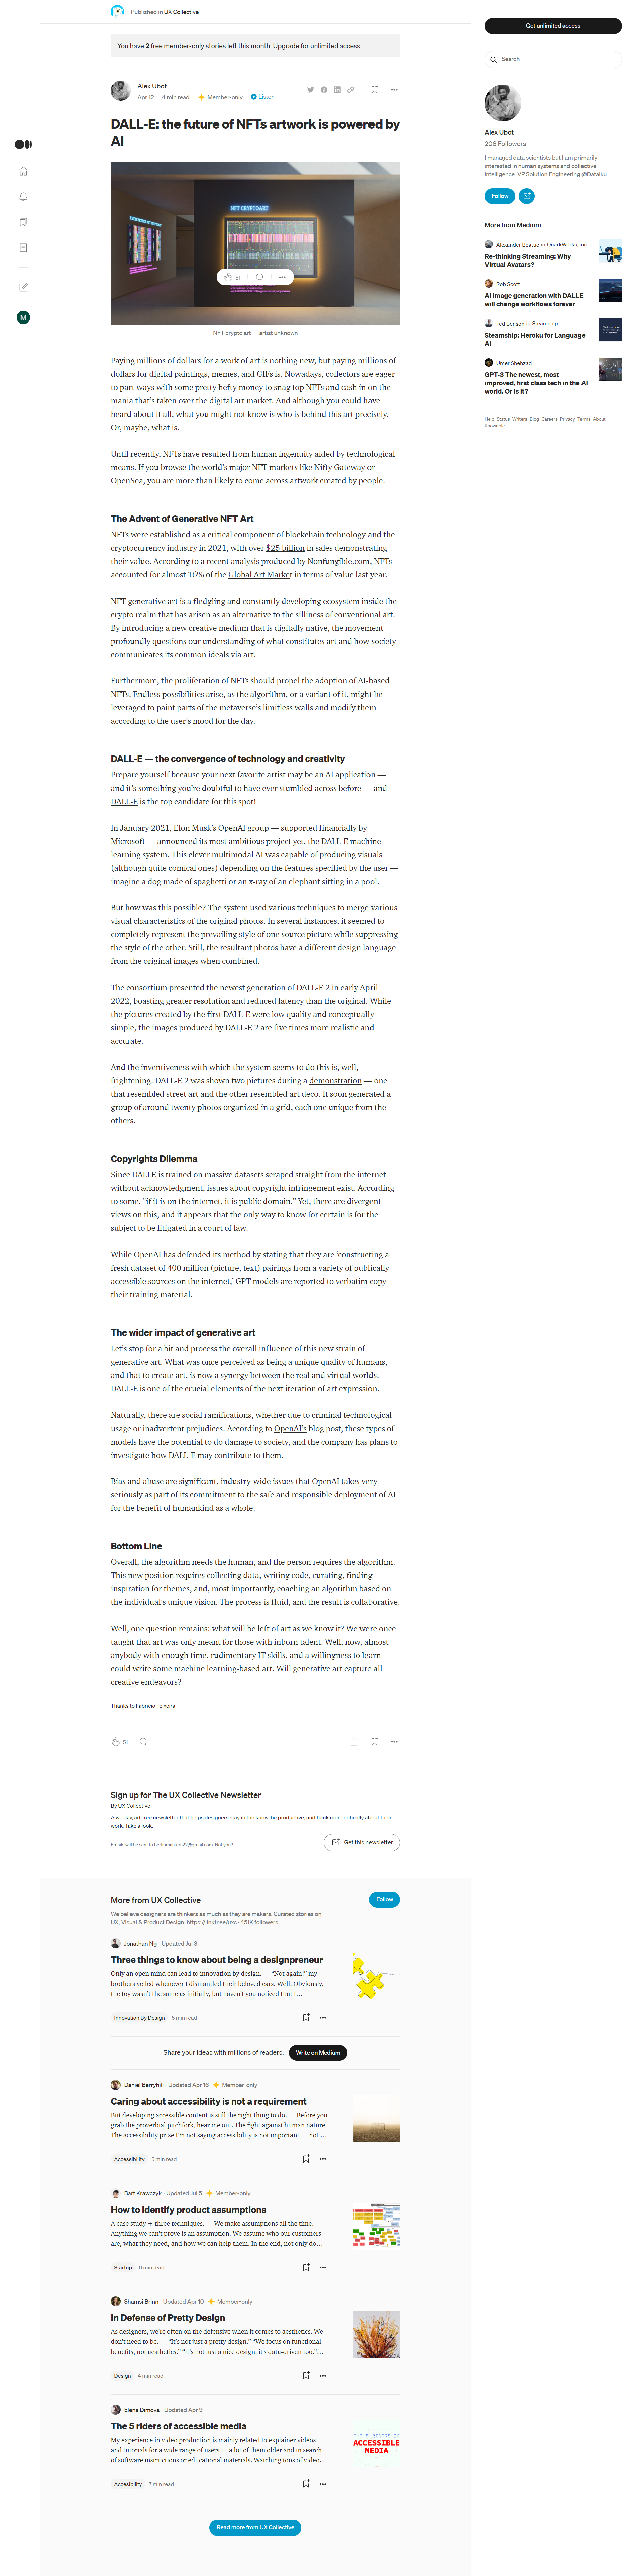 Published in UX Collective
You have 2 free member-only stories left this month. Upgrade for unlimited access.
Alex Ubot
Apr 12 · 4 min read · Member-only · Listen
DALL-E: the future of NFTs artwork is powered by
AI
NFT CRYPTOART
51
NFT crypto art — artist unknown
Paying millions of dollars for a work of art is nothing new, but paying millions of
dollars for digital paintings, memes, and GIFs is. Nowadays, collectors are eager
to part ways with some pretty hefty money to snag top NFTs and cash in on the
mania that's taken over the digital art market. And although you could have
heard about it all, what you might not know is who is behind this art precisely.
Or, maybe, what is.
Until recently, NFTs have resulted from human ingenuity aided by technological
means. If you browse the world's major NFT markets like Nifty Gateway or
OpenSea, you are more than likely to come across artwork created by people.
The Advent of Generative NFT Art
NFTs were established as a critical component of blockchain technology and the
cryptocurrency industry in 2021, with over $25 billion in sales demonstrating
their value. According to a recent analysis produced by Nonfungible.com, NFTs
accounted for almost 16% of the Global Art Market in terms of value last year.
NFT generative art is a fledgling and constantly developing ecosystem inside the
crypto realm that has arisen as an alternative to the silliness of conventional art.
By introducing a new creative medium that is digitally native, the movement
profoundly questions our understanding of what constitutes art and how society
communicates its common ideals via art.
Furthermore, the proliferation of NFTs should propel the adoption of AI-based
NFTs. Endless possibilities arise, as the algorithm, or a variant of it, might be
leveraged to paint parts of the metaverse's limitless walls and modify them
according to the user's mood for the day.
DALL-E — the convergence of technology and creativity
Prepare yourself because your next favorite artist may be an AI application —
and it's something you're doubtful to have ever stumbled across before — and
DALL-E is the top candidate for this spot!
In January 2021, Elon Musk's OpenAI group — supported financially by
Microsoft — announced its most ambitious project yet, the DALL-E machine
learning system. This clever multimodal AI was capable of producing visuals
(although quite comical ones) depending on the features specified by the user —
imagine a dog made of spaghetti or an x-ray of an elephant sitting in a pool.
But how was this possible? The system used various techniques to merge various
visual characteristics of the original photos. In several instances, it seemed to
completely represent the prevailing style of one source picture while suppressing
the style of the other. Still, the resultant photos have a different design language
from the original images when combined.
The consortium presented the newest generation of DALL-E 2 in early April
2022, boasting greater resolution and reduced latency than the original. While
the pictures created by the first DALL-E were low quality and conceptually
simple, the images produced by DALL-E 2 are five times more realistic and
accurate.
And the inventiveness with which the system seems to do this is, well,
frightening. DALL-E 2 was shown two pictures during a demonstration — one
that resembled street art and the other resembled art deco. It soon generated a
group of around twenty photos organized in a grid, each one unique from the
others.
Copyrights Dilemma
Since DALLE is trained on massive datasets scraped straight from the internet
without acknowledgment, issues about copyright infringement exist. According
to some, "if it is on the internet, it is public domain." Yet, there are divergent
views on this, and it appears that the only way to know for certain is for the
subject to be litigated in a court of law.
While OpenAI has defended its method by stating that they are 'constructing a
fresh dataset of 400 million (picture, text) pairings from a variety of publically
accessible sources on the internet,' GPT models are reported to verbatim copy
their training material.
The wider impact of generative art
Let's stop for a bit and process the overall influence of this new strain of
generative art. What was once perceived as being a unique quality of humans,
and that to create art, is now a synergy between the real and virtual worlds.
DALL-E is one of the crucial elements of the next iteration of art expression.
Naturally, there are social ramifications, whether due to criminal technological
usage or inadvertent prejudices. According to OpenAI's blog post, these types of
models have the potential to do damage to society, and the company has plans to
investigate how DALL-E may contribute to them.
Bias and abuse are significant, industry-wide issues that OpenAI takes very
seriously as part of its commitment to the safe and responsible deployment of AI
for the benefit of humankind as a whole.
Bottom Line
Overall, the algorithm needs the human, and the person requires the algorithm.
This new position requires collecting data, writing code, curating, finding
inspiration for themes, and, most importantly, coaching an algorithm based on
the individual's unique vision. The process is fluid, and the result is collaborative.
Well, one question remains: what will be left of art as we know it? We were once
taught that art was only meant for those with inborn talent. Well, now, almost
anybody with enough time, rudimentary IT skills, and a willingness to learn
could write some machine learning-based art. Will generative art capture all
creative endeavors?
Thanks to Fabricio Teixeira
51
Sign up for The UX Collective Newsletter
By UX Collective
A weekly, ad-free newsletter that helps designers stay in the know, be productive, and think more critically about their
work. Take a look.
Emails will be sent to Not you?
Get this newsletter
More from UX Collective
Follow
We believe designers are thinkers as much as they are makers. Curated stories on
UX, Visual & Product Design. https://linktr.ee/uxc · 451K followers
Jonathan Ng · Updated Jul 3
Three things to know about being a designpreneur
Only an open mind can lead to innovation by design. — "Not again!" my
brothers yelled whenever I dismantled their beloved cars. Well. Obviously,
the toy wasn't the same as initially, but haven't you noticed that I…
Innovation By Design 5 min read
Share your ideas with millions of readers. Write on Medium
Daniel Berryhill · Updated Apr 16 Member-only
Caring about accessibility is not a requirement
But developing accessible content is still the right thing to do. — Before you
grab the proverbial pitchfork, hear me out. The fight against human nature
The accessibility prize I'm not saying accessibility is not important — not …
Accessibility 5 min read
Bart Krawczyk · Updated Jul 5 Member-only
How to identify product assumptions
A case study + three techniques. — We make assumptions all the time.
Anything we can't prove is an assumption. We assume who our customers
are, what they need, and how we can help them. In the end, not only do…
Startup 6 min read
Shamsi Brinn · Updated Apr 10 Member-only
In Defense of Pretty Design
As designers, we're often on the defensive when it comes to aesthetics. We
don't need to be. — "It's not just a pretty design." "We focus on functional
benefits, not aesthetics." "It's not just a nice design, it's data-driven too."…
Design 4 min read
Elena Dimova · Updated Apr 9
The 5 riders of accessible media
My experience in video production is mainly related to explainer videos
and tutorials for a wide range of users — a lot of them older and in search
of software instructions or educational materials. Watching tons of video…
THE 5 RIDERS OF
ACCESSIBLE
MEDIA
Accesibility 7 min read
Read more from UX Collective
M
Get unlimited access
Search
Alex Ubot
206 Followers
I managed data scientists but I am primarily
interested in human systems and collective
intelligence. VP Solution Engineering @Dataiku
Follow
More from Medium
Alexander Beattie in QuarkWorks, Inc.
Re-thinking Streaming: Why
Virtual Avatars?
Rob Scott
AI image generation with DALLE
will change workflows forever
Ted Benson in Steamship
Steamship: Heroku for Language
AI
Umer Shehzad
GPT-3 The newest, most
improved, first class tech in the AI
world. Or is it?
Help Status Writers Blog Careers Privacy Terms About
Knowable